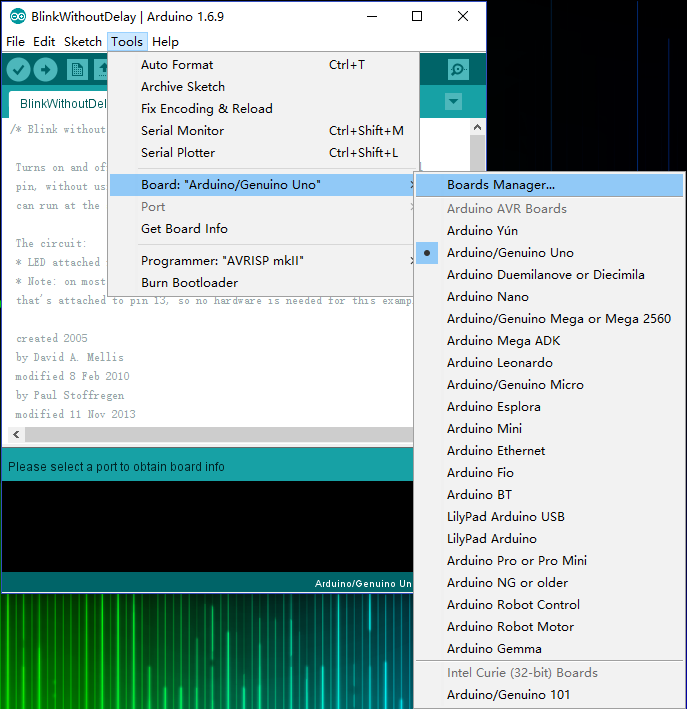 BlinkWithoutDelay | Arduino 1.6.9
File Edit Sketch Tools Help
BlinkWithoutDel
/* Blink without
Turns on and of
pin, without us
can run at the
The circuit:
* LED attached
* Note: on most
that's attached to pin 13, so no hardware is needed for this examp
created 2005
by David A. Mellis
modified 8 Feb 2010
by Paul Stoffregen
modified 11 Nov 2013
Please select a port to obtain board info
Arduino/Genuino Un
Auto Format Ctrl+T
Archive Sketch
Fix Encoding & Reload
Serial Monitor Ctrl+Shift+M
Serial Plotter Ctrl+Shift+L
Board: "Arduino/Genuino Uno"
Port
Get Board Info
Programmer: "AVRISP mkII"
Burn Bootloader
Boards Manager...
Arduino AVR Boards
Arduino Yún
Arduino/Genuino Uno
Arduino Duemilanove or Diecimila
Arduino Nano
Arduino/Genuino Mega or Mega 2560
Arduino Mega ADK
Arduino Leonardo
Arduino/Genuino Micro
Arduino Esplora
Arduino Mini
Arduino Ethernet
Arduino Fio
Arduino BT
LilyPad Arduino USB
LilyPad Arduino
Arduino Pro or Pro Mini
Arduino NG or older
Arduino Robot Control
Arduino Robot Motor
Arduino Gemma
Intel Curie (32-bit) Boards
Arduino/Genuino 101